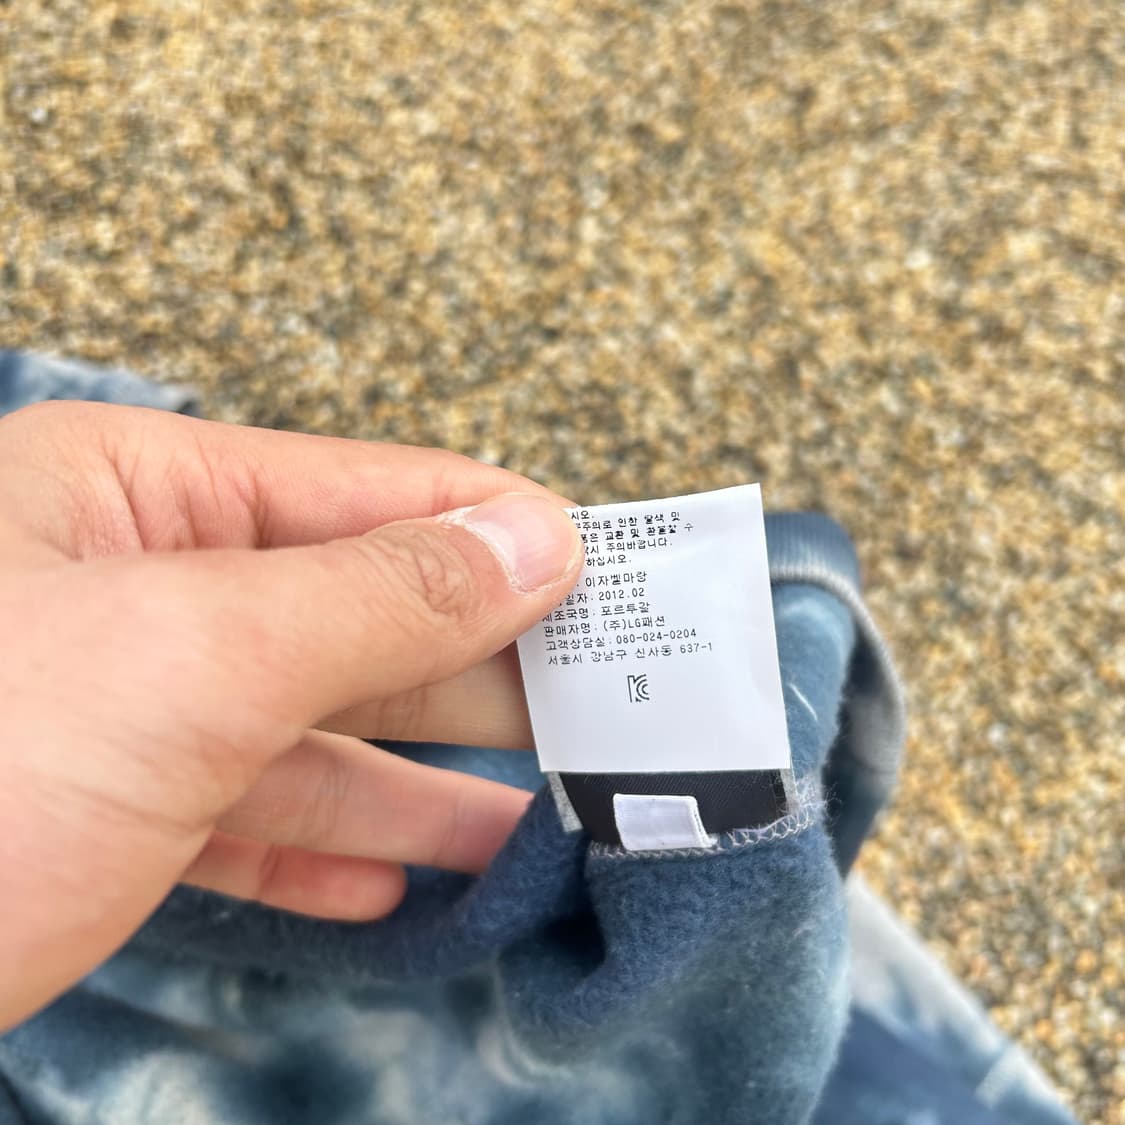 시오.
주의로 인한 탈색 및
은 교환 및 환불할 수
시 주의바랍니다.
하십시오.
이자벨마랑
일자: 2012.02
제조국명: 포르투갈
판매자명: (주)LG패션
고객상담실: 080-024-0204
서울시 강남구 신사동 637-1